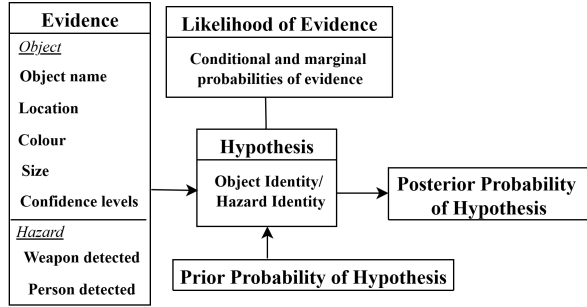 Evidence
Object
Object name
Location
Colour
Size
Confidence levels
Hazard
Weapon detected
Person detected
Likelihood of Evidence
Conditional and marginal
probabilities of evidence
Hypothesis
Object Identity/
Hazard Identity
Prior Probability of Hypothesis
Posterior Probability
of Hypothesis